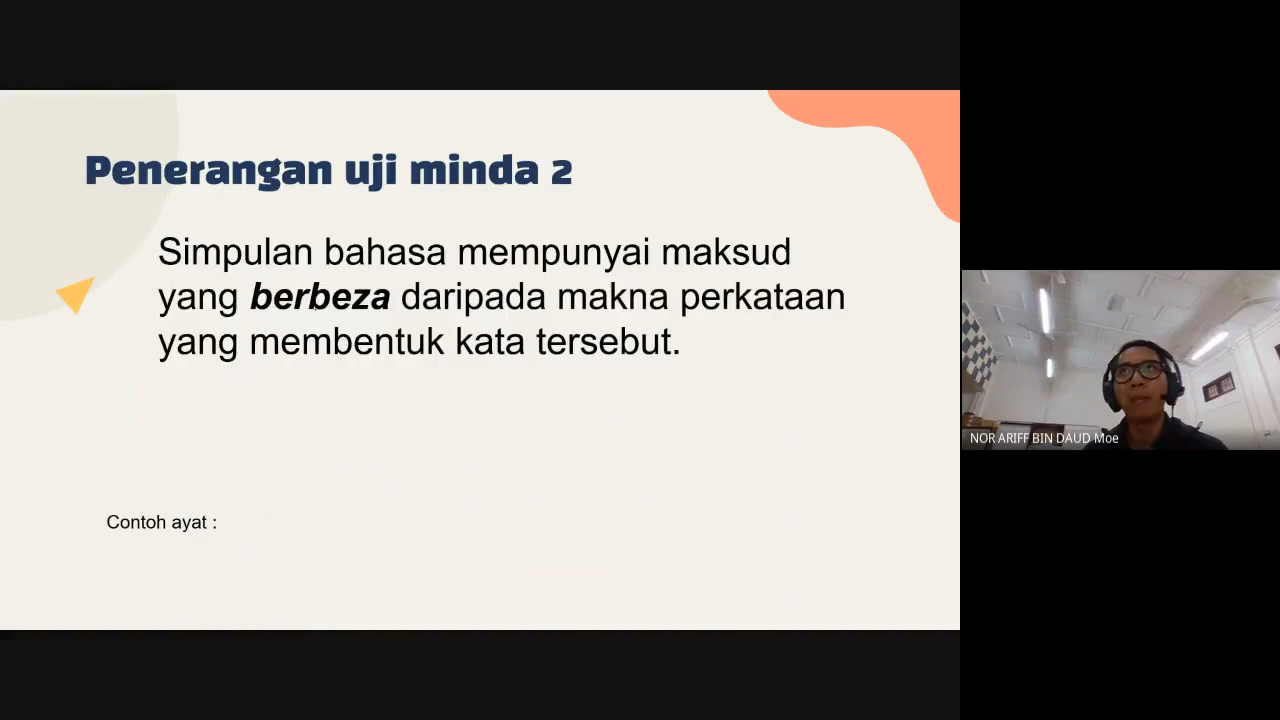 Penerangan uji minda 2
Simpulan bahasa mempunyai maksud
yang berbeza daripada makna perkataan
yang membentuk kata tersebut.
Contoh ayat :
NOR ARIFF BIN DAUD Moe